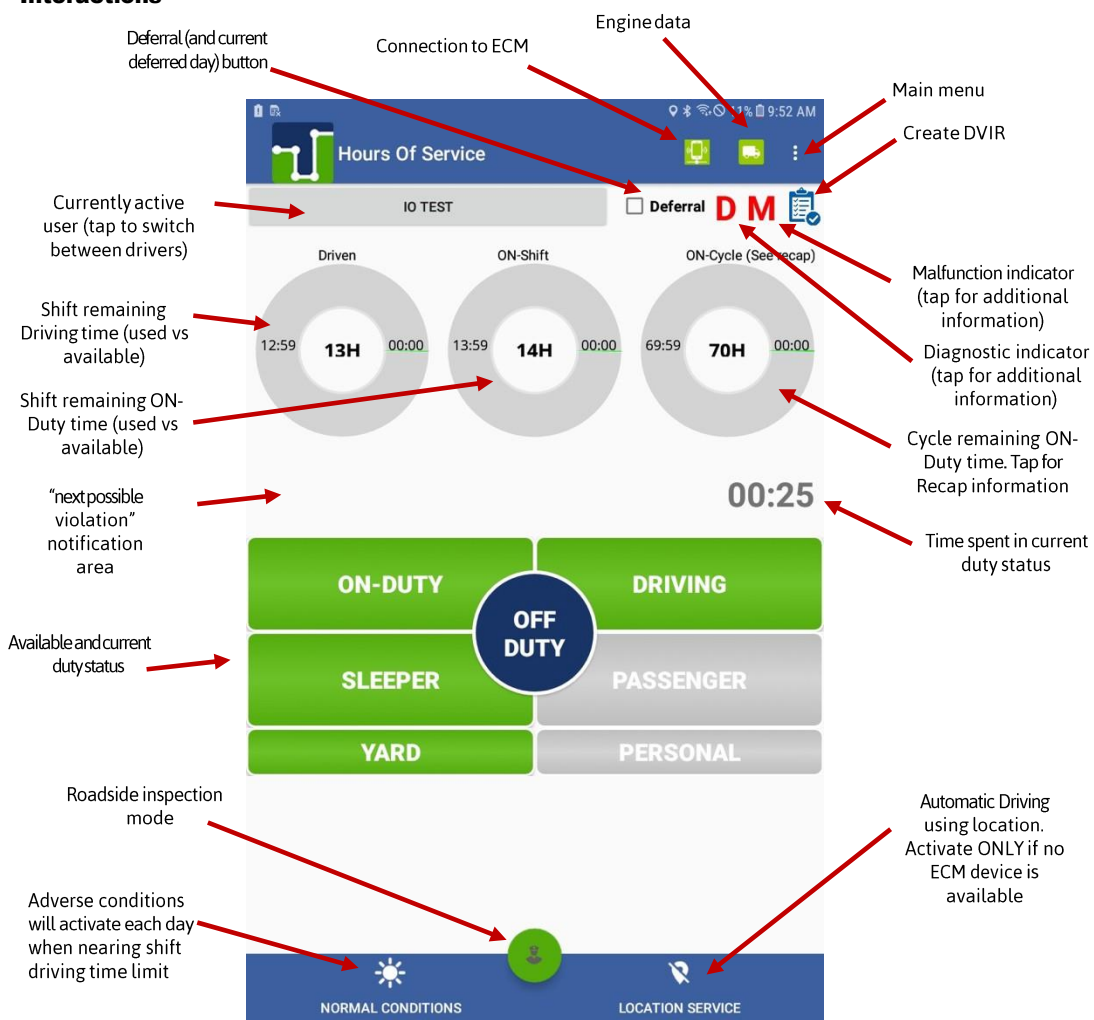 Interactions
Engine data
Deferral (and current
deferred day) button
Connection to ECM
Main menu
Create DVIR
11% 9:52 AM
Hours Of Service
Currently active
user (tap to switch
between drivers)
IO TEST
Deferral D M
Driven
ON-Shift
ON-Cycle (See recap)
Malfunction indicator
(tap for additional
information)
Shift remaining
Driving time (used vs
available)
12:59 13H 00:00
13:59 14H 00:00
69:59 70H 00:00
Diagnostic indicator
(tap for additional
information)
Shift remaining ON-
Duty time (used vs
available)
Cycle remaining ON-
Duty time. Tap for
Recap information
"next possible
violation"
notification
area
00:25
Time spent in current
duty status
ON-DUTY
DRIVING
OFF
DUTY
Available and current
duty status
SLEEPER
PASSENGER
YARD
PERSONAL
Roadside inspection
mode
Automatic Driving
using location.
Activate ONLY if no
ECM device is
available
Adverse conditions
will activate each day
when nearing shift
driving time limit
NORMAL CONDITIONS
LOCATION SERVICE